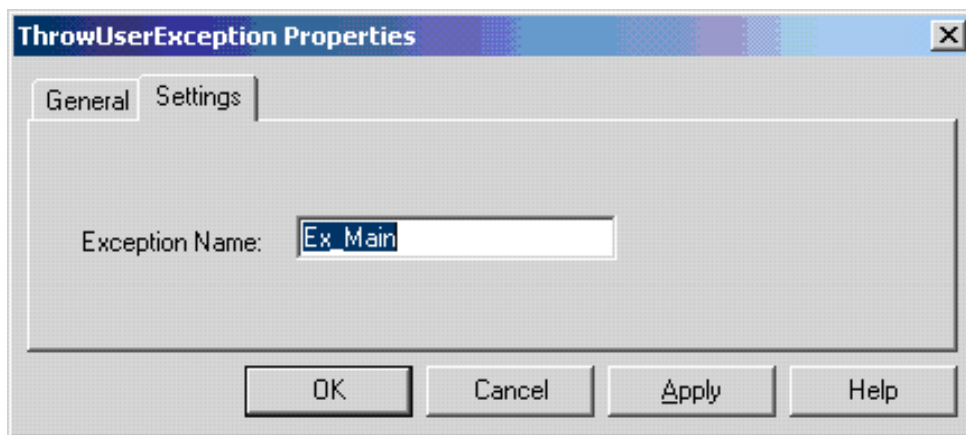 ThrowUserException Properties
General Settings
Exception Name: Ex_Main
OK Cancel Apply Help